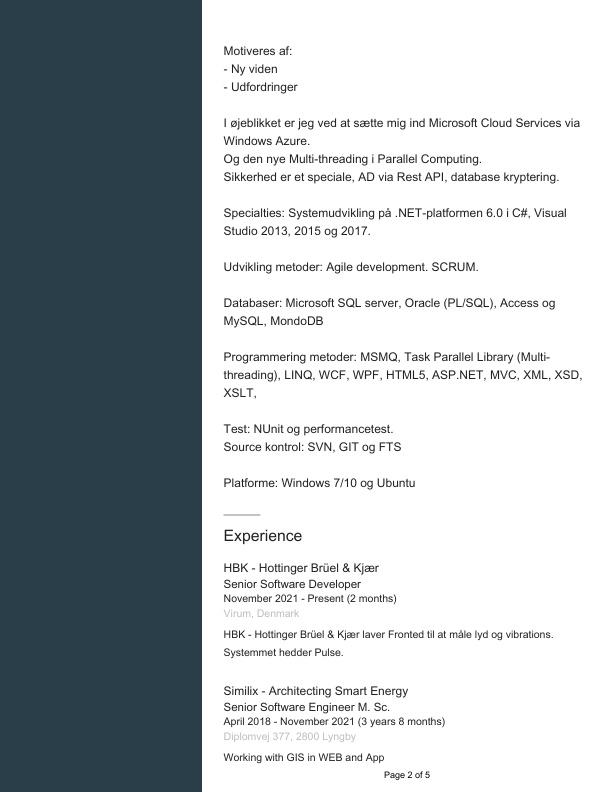 Motiveres af:
- Ny viden
- Udfordringer
I øjeblikket er jeg ved at sætte mig ind Microsoft Cloud Services via
Windows Azure.
Og den nye Multi-threading i Parallel Computing.
Sikkerhed er et speciale, AD via Rest API, database kryptering.
Specialties: Systemudvikling på .NET-platformen 6.0 i C#, Visual
Studio 2013, 2015 og 2017.
Udvikling metoder: Agile development. SCRUM.
Databaser: Microsoft SQL server, Oracle (PL/SQL), Access og
MySQL, MondoDB
Programmering metoder: MSMQ, Task Parallel Library (Multi-
threading), LINQ, WCF, WPF, HTML5, ASP.NET, MVC, XML, XSD,
XSLT,
Test: NUnit og performancetest.
Source kontrol: SVN, GIT og FTS
Platforme: Windows 7/10 og Ubuntu
Experience
HBK - Hottinger Brüel & Kjær
Senior Software Developer
November 2021 - Present (2 months)
Virum, Denmark
HBK - Hottinger Brüel & Kjær laver Fronted til at måle lyd og vibrations.
Systemmet hedder Pulse.
Similix - Architecting Smart Energy
Senior Software Engineer M. Sc.
April 2018 - November 2021 (3 years 8 months)
Diplomvej 377, 2800 Lyngby
Working with GIS in WEB and App
Page 2 of 5